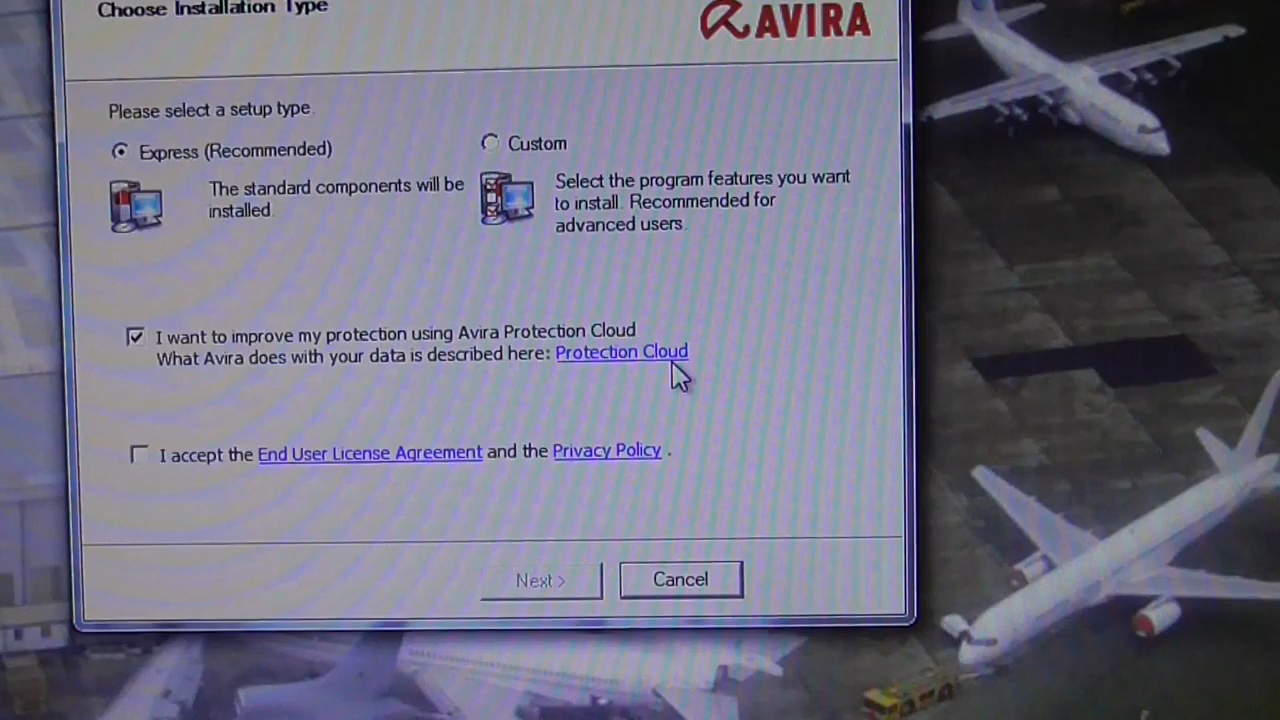 Choose Installation Type
AVIRA
Please select a setup type.
Express (Recommended)
Custom
The standard components will be
installed.
Select the program features you want
to install. Recommended for
advanced users.
I want to improve my protection using Avira Protection Cloud
What Avira does with your data is described here: Protection Cloud
I accept the End User License Agreement and the Privacy Policy .
Next >
Cancel